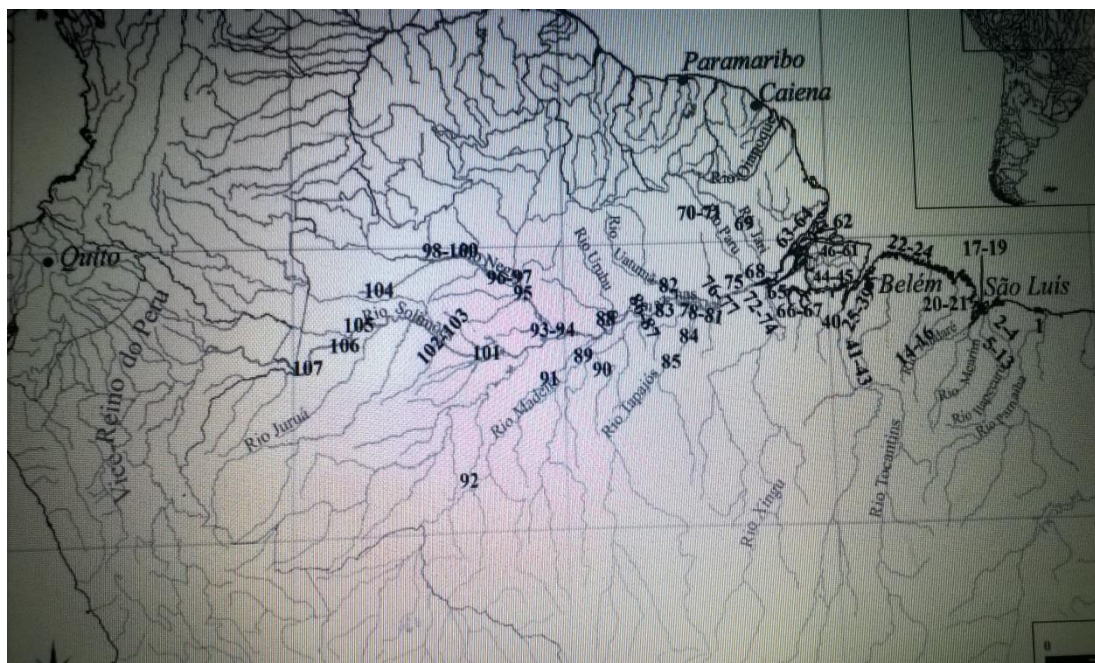 Paramaribo
Caiena
70-71
69
Rio Paru
63-64
62
46-61
22-24
17-19
Quito
98-100
Rio Negro
96-
97
95
Rio Urubu
Rio Uatumã
82
76-77
75
68
65
44-45
Belém
São Luis
20-21
104
Rio
105
106
107
102-103
101
93-94
88
86-87
83
78-81
84
85
72-74
66-67
40-
25-39
41-43
14-16
2-4
1
5-13
89
90
91
Rio Madeira
Rio Tapajós
Rio Mearim
Rio Parnaíba
Vice-Reino do Peru
Rio Juruá
92
Rio Xingu
Rio Tocantins
0